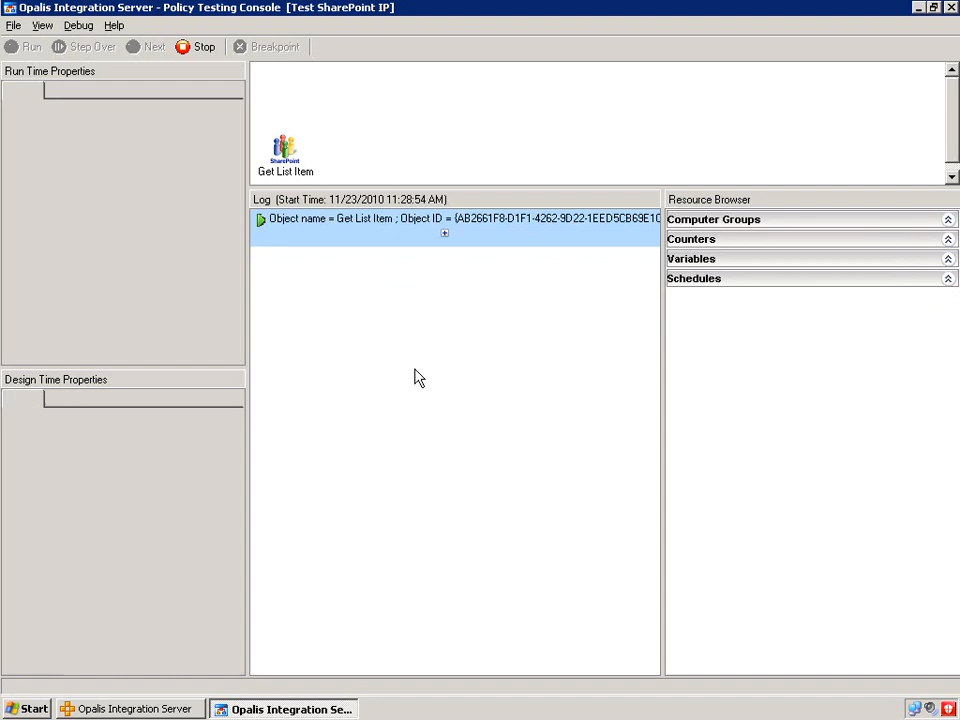 Opalis Integration Server - Policy Testing Console [Test SharePoint IP]
File View Debug Help
Run Step Over Next Stop Breakpoint
Run Time Properties
SharePoint
Get List Item
Log (Start Time: 11/23/2010 11:28:54 AM)
Resource Browser
Object name = Get List Item ; Object ID = {AB2661F8-D1F1-4262-9D22-1EED5CB69E1C
Computer Groups
Counters
Variables
Schedules
Design Time Properties
Start Opalis Integration Server Opalis Integration Se...